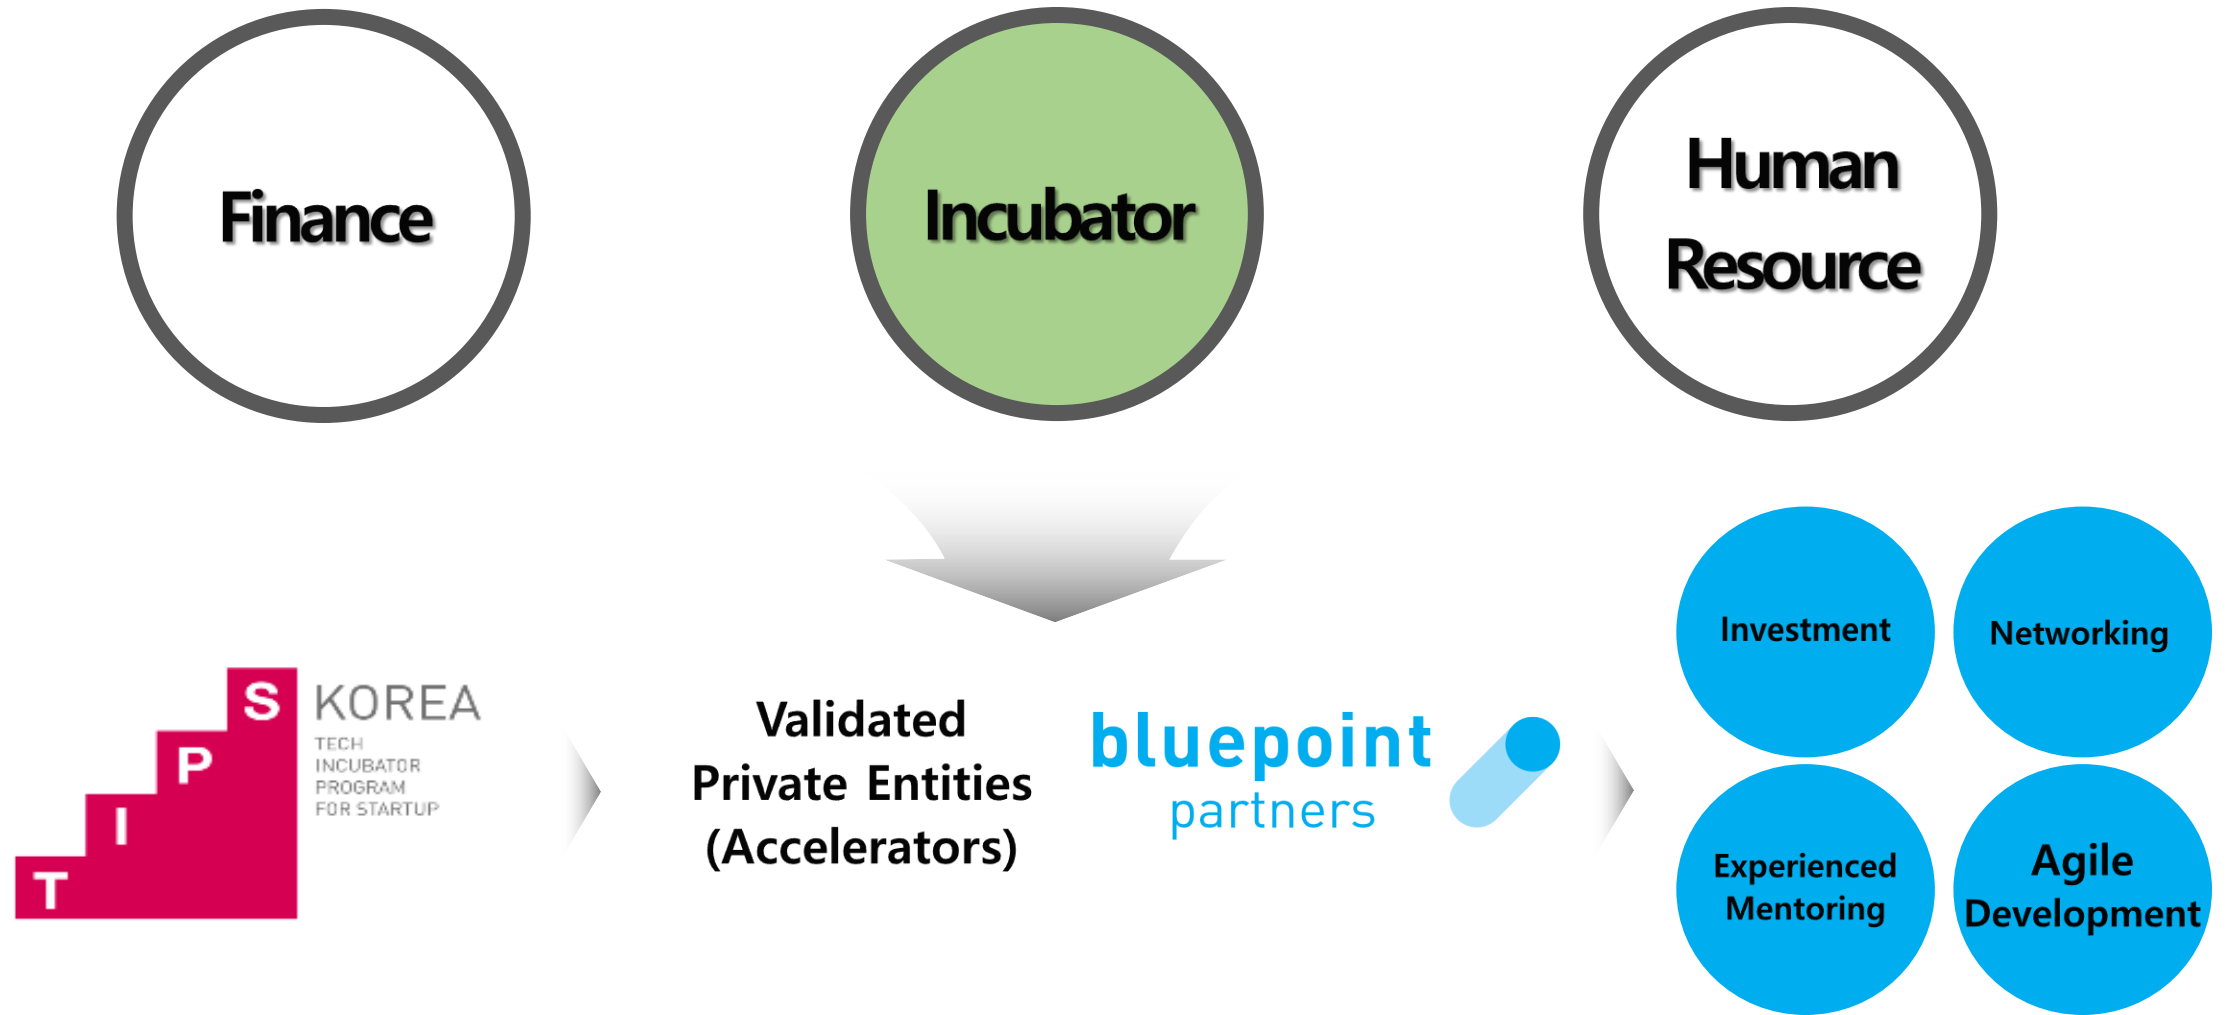 Finance
Incubator
Human
Resource
T
I
P
S
KOREA
TECH
INCUBATOR
PROGRAM
FOR STARTUP
Validated
Private Entities
(Accelerators)
bluepoint
partners
Investment
Networking
Experienced
Mentoring
Agile
Development